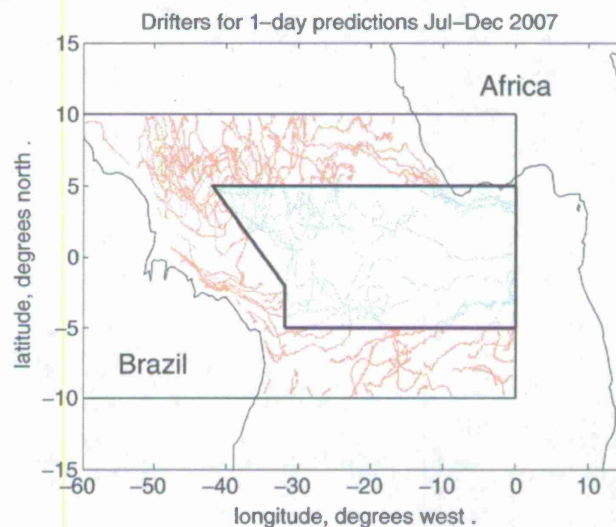 Drifters for 1–day predictions Jul–Dec 2007
15
10
5
0
–5
–10
–15
latitude, degrees north .
Africa
Brazil
–60 –50 –40 –30 –20 –10 0 10
longitude, degrees west .